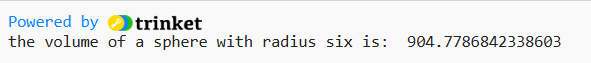 Powered by trinket
the volume of a sphere with radius six is:  904.7786842338603